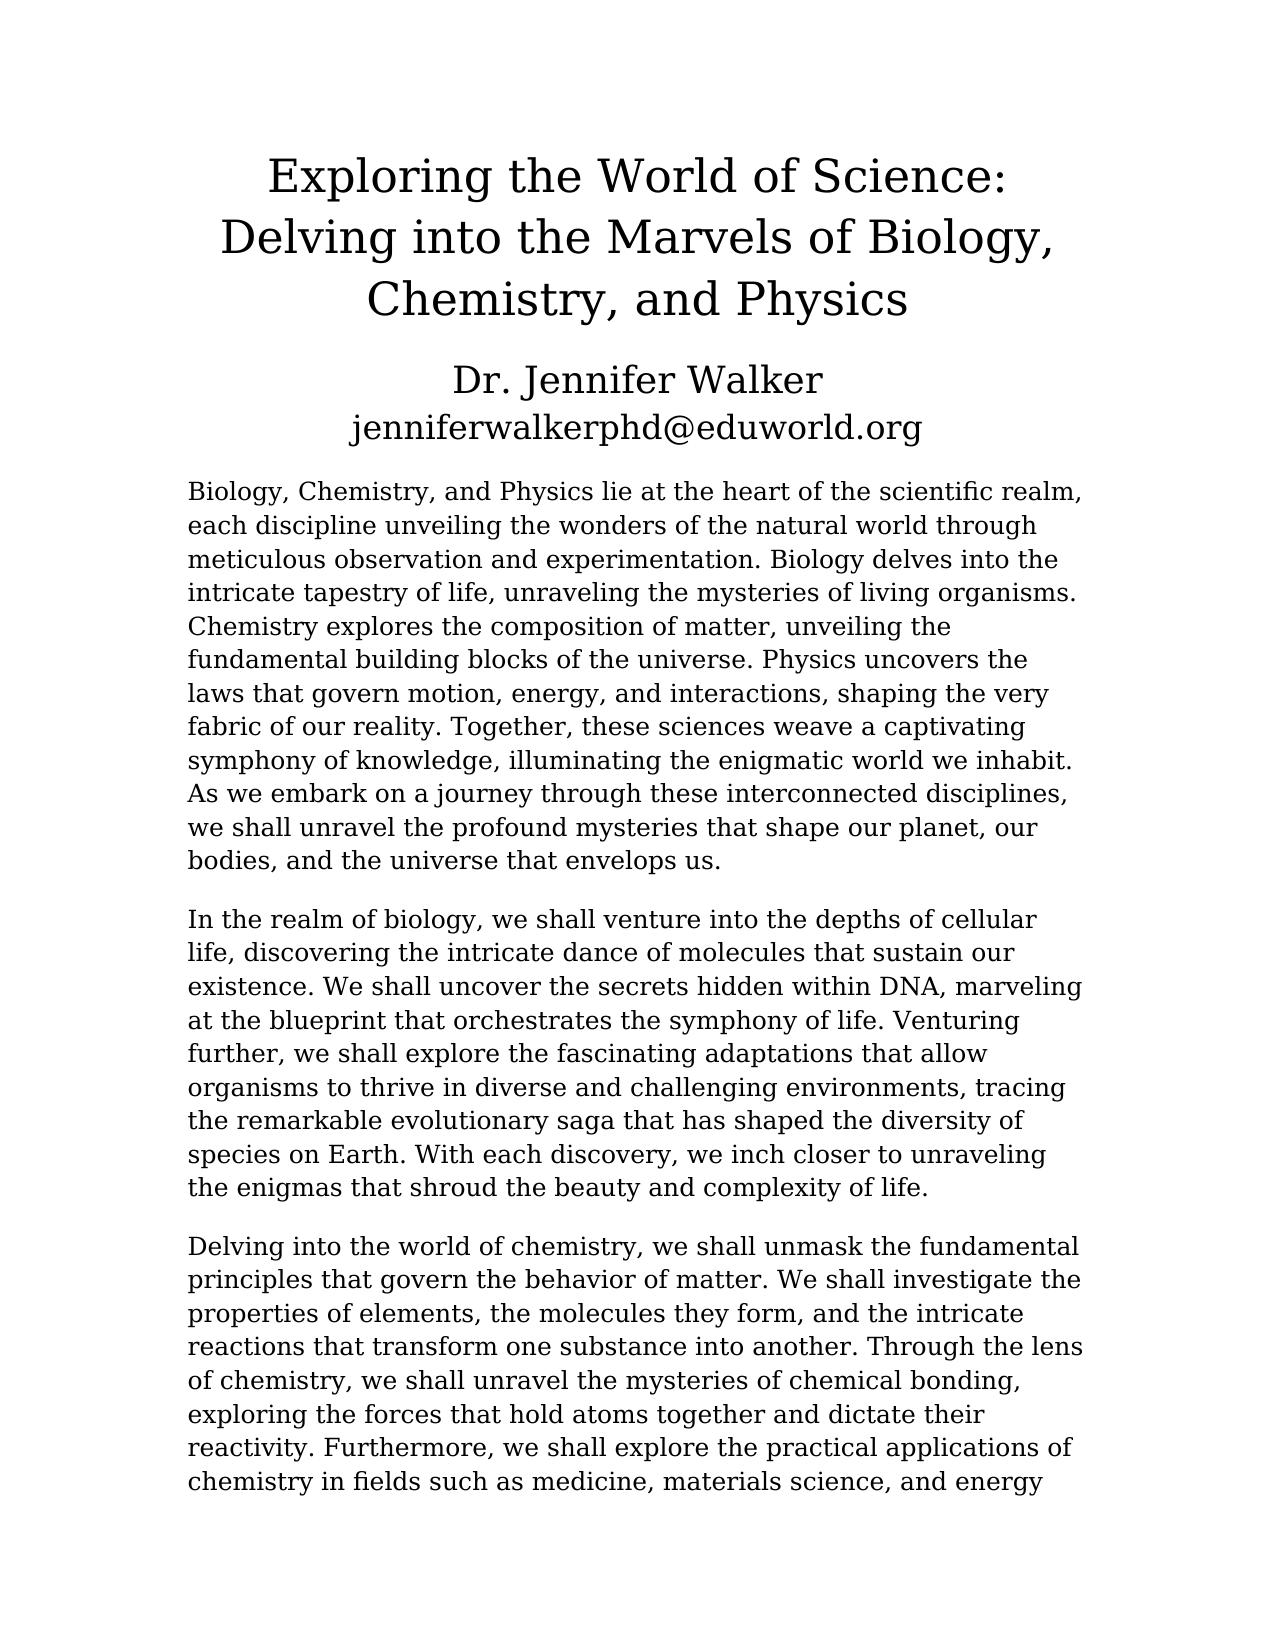 Exploring the World of Science:
Delving into the Marvels of Biology,
Chemistry, and Physics
Dr. Jennifer Walker
jenniferwalkerphd@eduworld.org
Biology, Chemistry, and Physics lie at the heart of the scientific realm,
each discipline unveiling the wonders of the natural world through
meticulous observation and experimentation. Biology delves into the
intricate tapestry of life, unraveling the mysteries of living organisms.
Chemistry explores the composition of matter, unveiling the
fundamental building blocks of the universe. Physics uncovers the
laws that govern motion, energy, and interactions, shaping the very
fabric of our reality. Together, these sciences weave a captivating
symphony of knowledge, illuminating the enigmatic world we inhabit.
As we embark on a journey through these interconnected disciplines,
we shall unravel the profound mysteries that shape our planet, our
bodies, and the universe that envelops us.
In the realm of biology, we shall venture into the depths of cellular
life, discovering the intricate dance of molecules that sustain our
existence. We shall uncover the secrets hidden within DNA, marveling
at the blueprint that orchestrates the symphony of life. Venturing
further, we shall explore the fascinating adaptations that allow
organisms to thrive in diverse and challenging environments, tracing
the remarkable evolutionary saga that has shaped the diversity of
species on Earth. With each discovery, we inch closer to unraveling
the enigmas that shroud the beauty and complexity of life.
Delving into the world of chemistry, we shall unmask the fundamental
principles that govern the behavior of matter. We shall investigate the
properties of elements, the molecules they form, and the intricate
reactions that transform one substance into another. Through the lens
of chemistry, we shall unravel the mysteries of chemical bonding,
exploring the forces that hold atoms together and dictate their
reactivity. Furthermore, we shall explore the practical applications of
chemistry in fields such as medicine, materials science, and energy